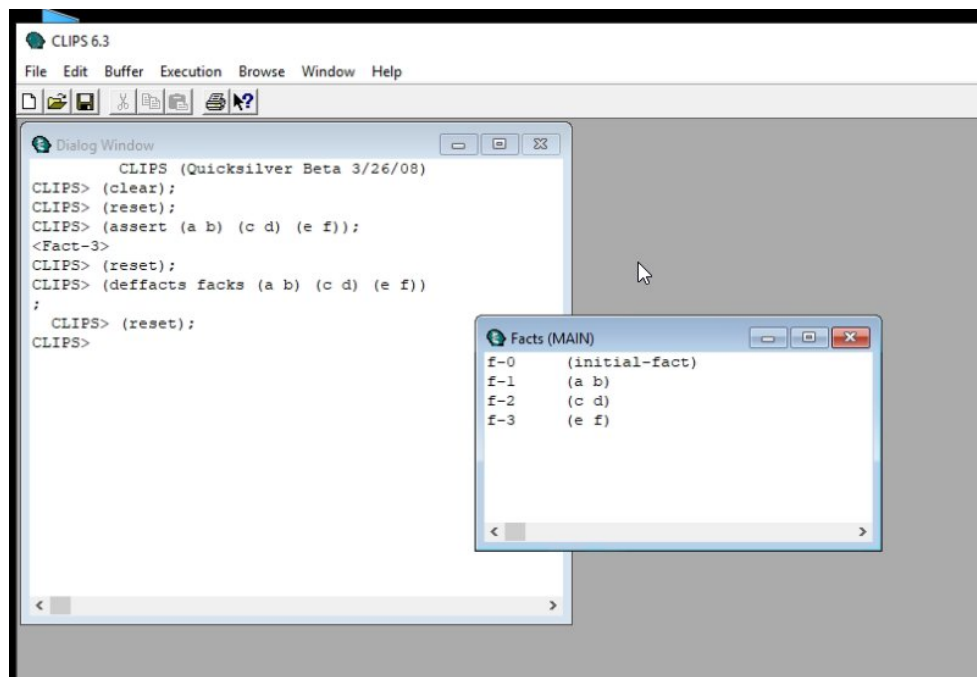 CLIPS 6.3
File Edit Buffer Execution Browse Window Help
Dialog Window
CLIPS (Quicksilver Beta 3/26/08)
CLIPS> (clear);
CLIPS> (reset);
CLIPS> (assert (a b) (c d) (e f));
<Fact-3>
CLIPS> (reset);
CLIPS> (deffacts facks (a b) (c d) (e f))
;
CLIPS> (reset);
CLIPS>
Facts (MAIN)
f-0 (initial-fact)
f-1 (a b)
f-2 (c d)
f-3 (e f)